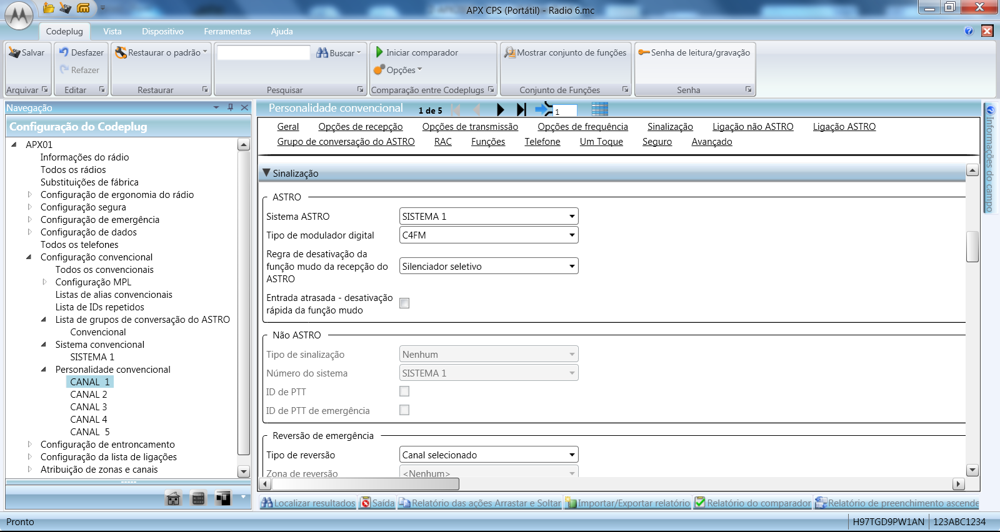 APX CPS (Portátil) - Radio 6.mc
Codeplug Vista Dispositivo Ferramentas Ajuda
Salvar Desfazer Restaurar o padrão Buscar Iniciar comparador Mostrar conjunto de funções Senha de leitura/gravação
Refazer Opções
Arquivar Editar Restaurar Pesquisar Comparação entre Codeplugs Conjunto de Funções Senha
Navegação
Configuração do Codeplug
APX01
Informações do rádio
Todos os rádios
Substituições de fábrica
Configuração de ergonomia do rádio
Configuração segura
Configuração de emergência
Configuração de dados
Todos os telefones
Configuração convencional
Todos os convencionais
Configuração MPL
Listas de alias convencionais
Lista de IDs repetidos
Lista de grupos de conversação do ASTRO
Convencional
Sistema convencional
SISTEMA 1
Personalidade convencional
CANAL  1
CANAL 2
CANAL 3
CANAL 4
CANAL  5
Configuração de entroncamento
Configuração da lista de ligações
Atribuição de zonas e canais
Personalidade convencional 1 de 5 1
Geral Opções de recepção Opções de transmissão Opções de frequência Sinalização Ligação não ASTRO Ligação ASTRO
Grupo de conversação do ASTRO RAC Funções Telefone Um Toque Seguro Avançado
Sinalização
ASTRO
Sistema ASTRO SISTEMA 1
Tipo de modulador digital C4FM
Regra de desativação da
função mudo da recepção do Silenciador seletivo
ASTRO
Entrada atrasada - desativação
rápida da função mudo
Não ASTRO
Tipo de sinalização Nenhum
Número do sistema SISTEMA 1
ID de PTT
ID de PTT de emergência
Reversão de emergência
Tipo de reversão Canal selecionado
Zona de reversão <Nenhum>
Localizar resultados Saída Relatório das ações Arrastar e Soltar Importar/Exportar relatório Relatório do comparador Relatório de preenchimento ascende
Informações do campo
Pronto H97TGD9PW1AN 123ABC1234